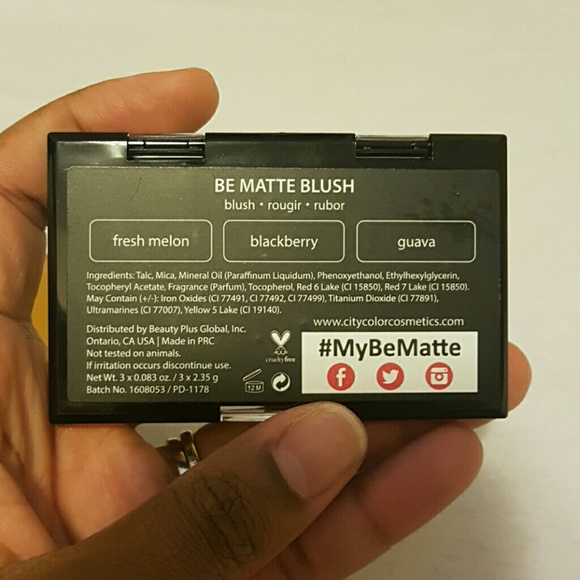 BE MATTE BLUSH
blush • rougir • rubor
fresh melon
blackberry
guava
Ingredients: Talc, Mica, Mineral Oil (Paraffinum Liquidum), Phenoxyethanol, Ethylhexylglycerin,
Tocopheryl Acetate, Fragrance (Parfum), Tocopherol, Red 6 Lake (CI 15850), Red 7 Lake (CI 15850).
May Contain (+/-): Iron Oxides (CI 77491, CI 77492, CI 77499), Titanium Dioxide (CI 77891),
Ultramarines (CI 77007), Yellow 5 Lake (CI 19140).
www.citycolorcosmetics.com
Distributed by Beauty Plus Global, Inc.
Ontario, CA USA | Made in PRC
Not tested on animals.
If irritation occurs discontinue use.
Net Wt. 3 x 0.083 oz. / 3 x 2.35 g
Batch No. 1608053 / PD-1178
cruelty free
12 M
#MyBeMatte